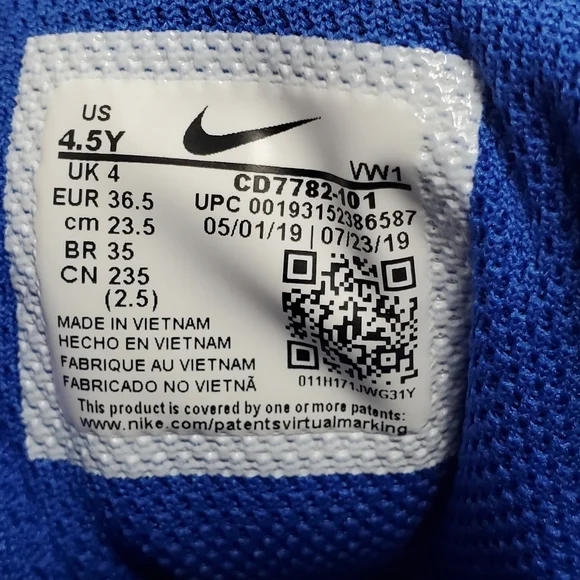 US
4.5Y
UK 4
EUR 36.5
cm 23.5
BR 35
CN 235
(2.5)
VW1
CD7782-101
UPC 00193152386587
05/01/19 | 07/23/19
011H171JWG31Y
MADE IN VIETNAM
HECHO EN VIETNAM
FABRIQUE AU VIETNAM
FABRICADO NO VIETNÃ
This product is covered by one or more patents:
www.nike.com/patentsvirtualmarking